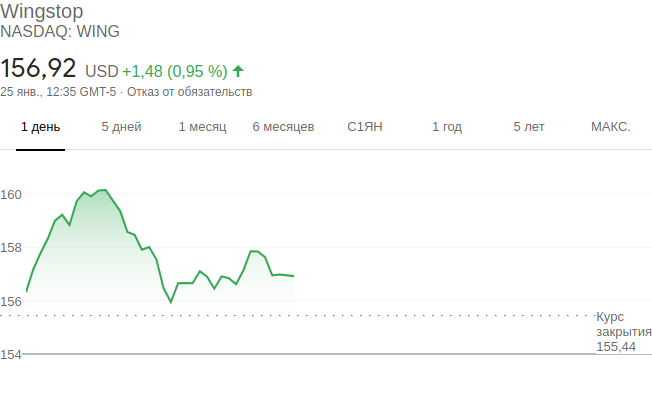 Wingstop
NASDAQ: WING
156,92 USD +1,48 (0,95 %)
25 янв., 12:35 GMT-5 · Отказ от обязательств
1 день 5 дней 1 месяц 6 месяцев С1ЯН 1 год 5 лет МАКС.
160
158
156
Курс
закрытия
155,44
154